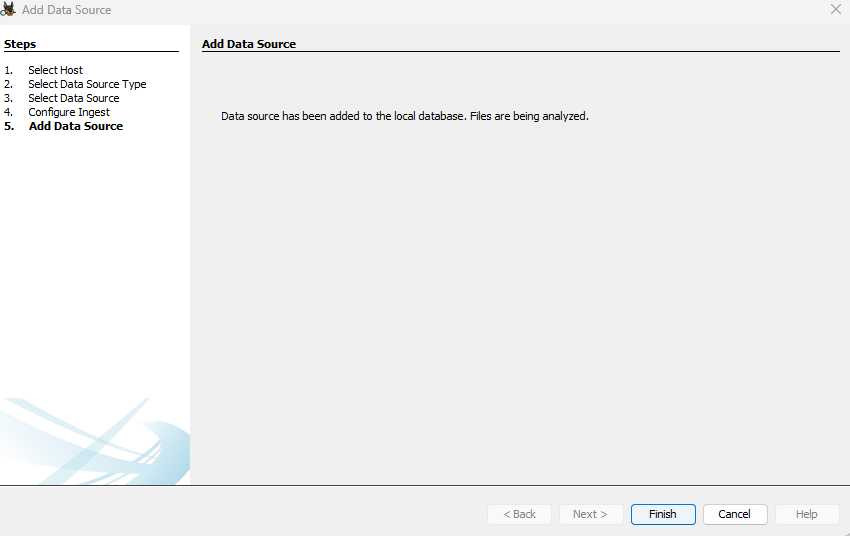 Add Data Source
Steps
1. Select Host
2. Select Data Source Type
3. Select Data Source
4. Configure Ingest
5. Add Data Source
Add Data Source
Data source has been added to the local database. Files are being analyzed.
< Back
Next >
Finish
Cancel
Help